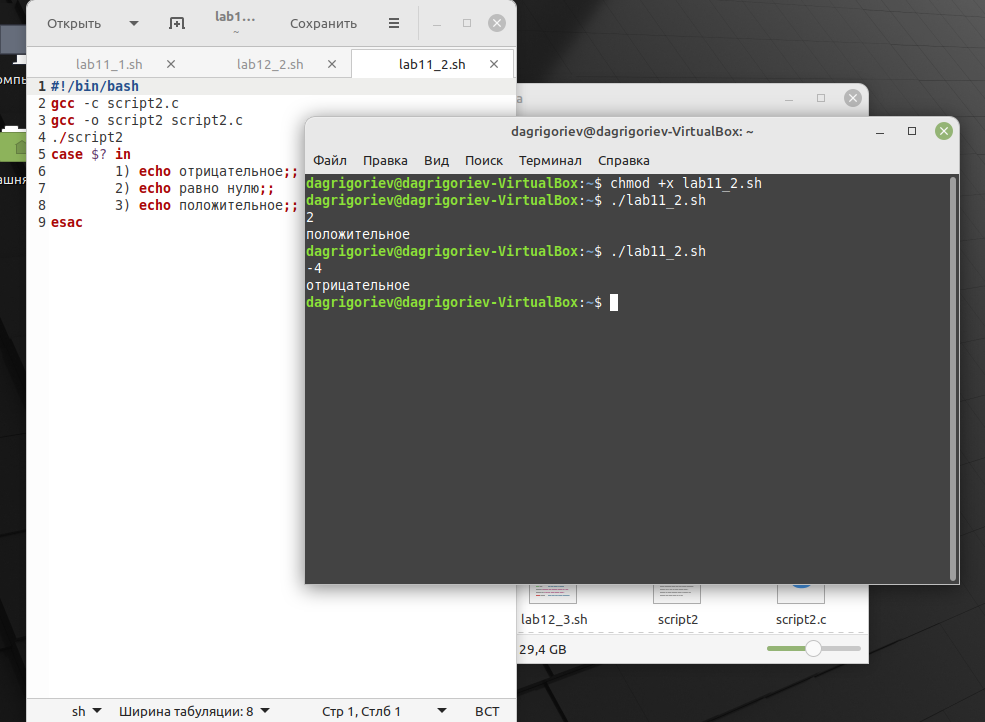 Открыть
lab1...
~
Сохранить
lab11_1.sh
lab12_2.sh
lab11_2.sh
1 #!/bin/bash
2 gcc -c script2.c
3 gcc -o script2 script2.c
4 ./script2
5 case $? in
6 1) echo отрицательное;;
7 2) echo равно нулю;;
8 3) echo положительное;;
9 esac
sh
Ширина табуляции: 8
Стр 1, Стлб 1
ВСТ
dagrigoriev@dagrigoriev-VirtualBox: ~
Файл Правка Вид Поиск Терминал Справка
dagrigoriev@dagrigoriev-VirtualBox:~$ chmod +x lab11_2.sh
dagrigoriev@dagrigoriev-VirtualBox:~$ ./lab11_2.sh
2
положительное
dagrigoriev@dagrigoriev-VirtualBox:~$ ./lab11_2.sh
-4
отрицательное
dagrigoriev@dagrigoriev-VirtualBox:~$
lab12_3.sh
script2
script2.c
29,4 GB